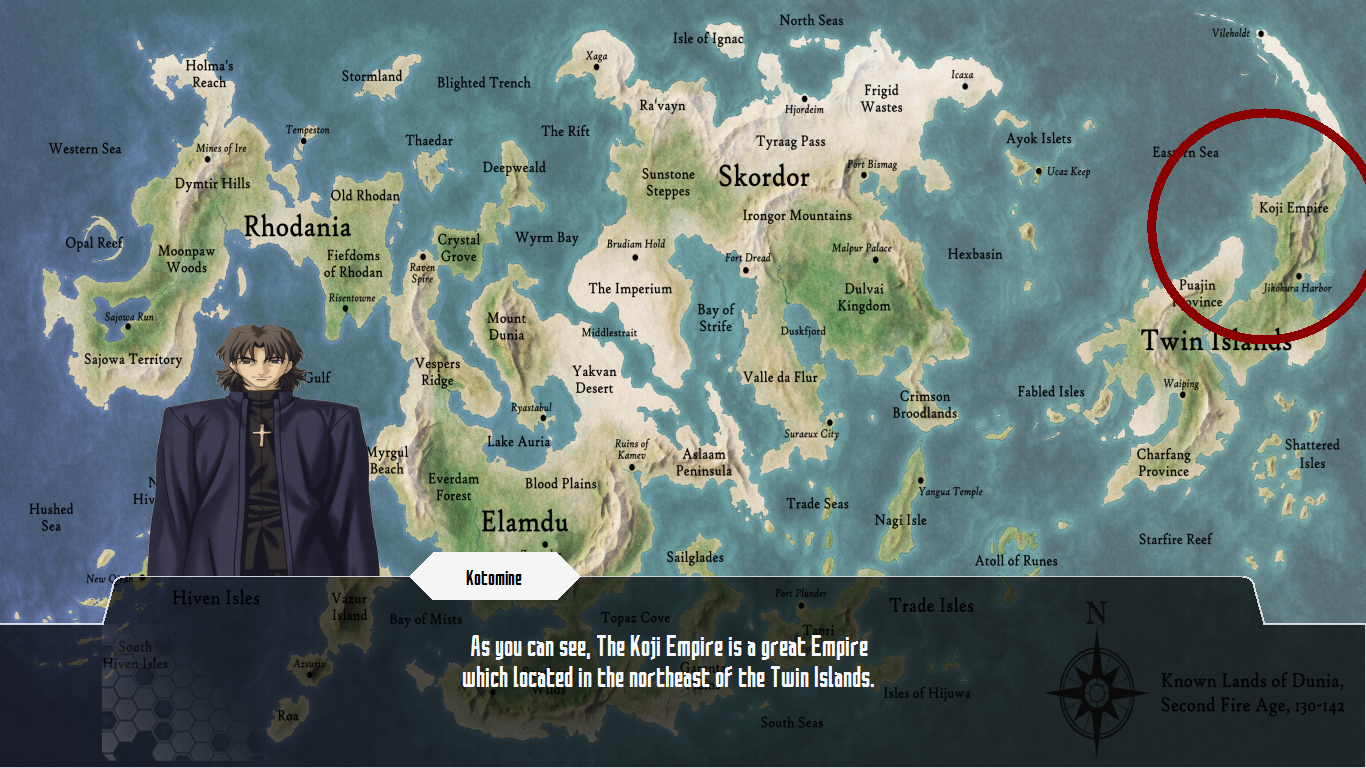 North Seas
Isle of Ignac
Vileholdt
Xaga
Holma's
Reach
Stormland
Blighted Trench
Icaxa
Frigid
Wastes
Ra'vayn
Hjordeim
Tempeston
The Rift
Thaedar
Tyraag Pass
Ayok Islets
Western Sea
Mines of Ire
Eastern Sea
Deepweald
Port Bismag
Ucaz Keep
Sunstone
Steppes
Skordor
Dymtir Hills
Old Rhodan
Koji Empire
Irongor Mountains
Rhodania
Opal Reef
Crystal
Grove
Wyrm Bay
Brudiam Hold
Malpur Palace
Hexbasin
Moonpaw
Woods
Fiefdoms
of Rhodan
Raven
Spire
Fort Dread
Jikokura Harbor
Puajin
The Imperium
Dulvai
Kingdom
Risentowne
Sajowa Run
Mount
Dunia
Bay of
Strife
Middlestrait
Duskfjord
Twin Islands
Sajowa Territory
Gulf
Vespers
Ridge
Yakvan
Desert
Valle da Flur
Waiping
Fabled Isles
Crimson
Broodlands
Ryastabul
Lake Auria
Suraeux City
Ruins of
Kamev
Shattered
Isles
Myrgul
Beach
Aslaam
Peninsula
Charfang
Province
Everdam
Forest
Blood Plains
Yangua Temple
Trade Seas
Hushed
Sea
Nagi Isle
Elamdu
Starfire Reef
Sailglades
Atoll of Runes
Kotomine
Hiven Isles
Vazur
Island
Bay of Mists
Port Plunder
Trade Isles
Topaz Cove
Tapri
N
As you can see, The Koji Empire is a great Empire
which located in the northeast of the Twin Islands.
South
Hiven Isles
Azsuriv
Isles of Hijuwa
Known Lands of Dunia,
Second Fire Age, 130-142
Roa
South Seas